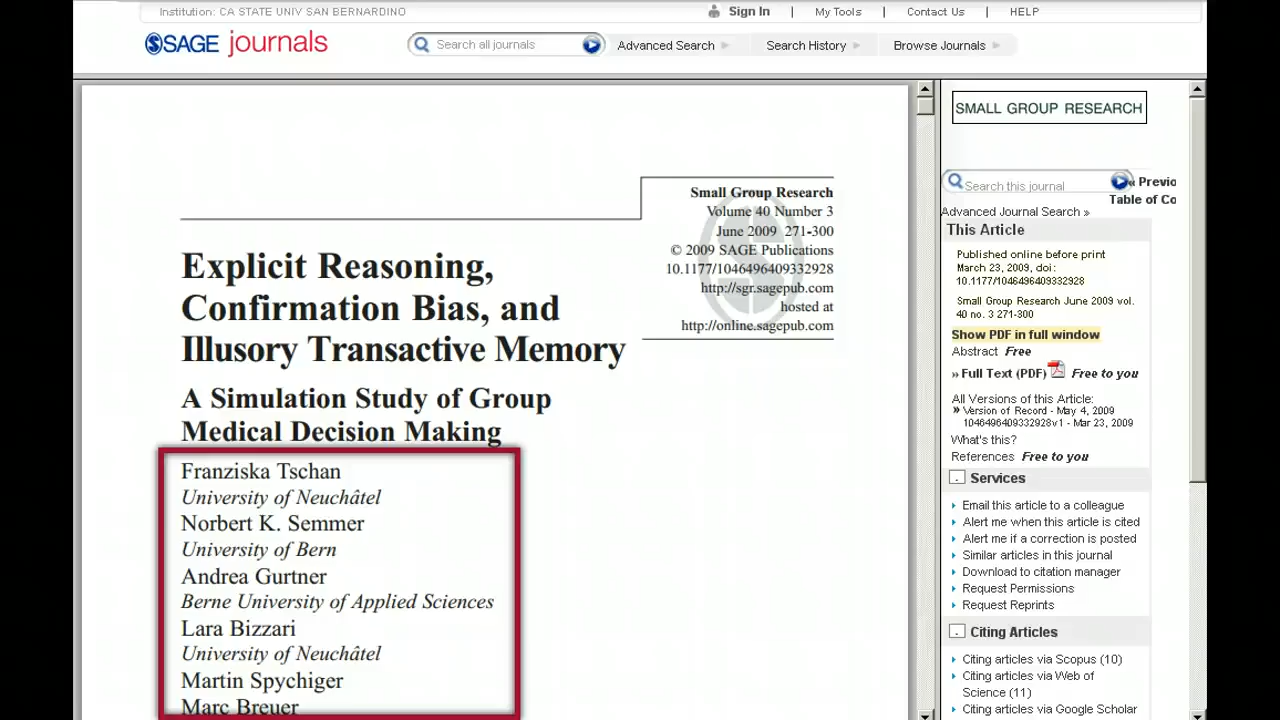 Institution: CA STATE UNIV SAN BERNARDINO
Sign In | My Tools | Contact Us | HELP
SAGE journals
Search all journals
Advanced Search
Search History
Browse Journals
Small Group Research
Volume 40 Number 3
June 2009 271-300
© 2009 SAGE Publications
10.1177/1046496409332928
http://sgr.sagepub.com
hosted at
http://online.sagepub.com
Explicit Reasoning,
Confirmation Bias, and
Illusory Transactive Memory
A Simulation Study of Group
Medical Decision Making
Franziska Tschan
University of Neuchâtel
Norbert K. Semmer
University of Bern
Andrea Gurtner
Berne University of Applied Sciences
Lara Bizzari
University of Neuchâtel
Martin Spychiger
Marc Breuer
SMALL GROUP RESEARCH
Search this journal
« Previo
Table of Co
Advanced Journal Search »
This Article
Published online before print
March 23, 2009, doi:
10.1177/1046496409332928
Small Group Research June 2009 vol.
40 no. 3 271-300
Show PDF in full window
Abstract Free
» Full Text (PDF) Free to you
All Versions of this Article:
» Version of Record - May 4, 2009
1046496409332928v1 - Mar 23, 2009
What's this?
References Free to you
Services
Email this article to a colleague
Alert me when this article is cited
Alert me if a correction is posted
Similar articles in this journal
Download to citation manager
Request Permissions
Request Reprints
Citing Articles
Citing articles via Scopus (10)
Citing articles via Web of
Science (11)
Citing articles via Google Scholar